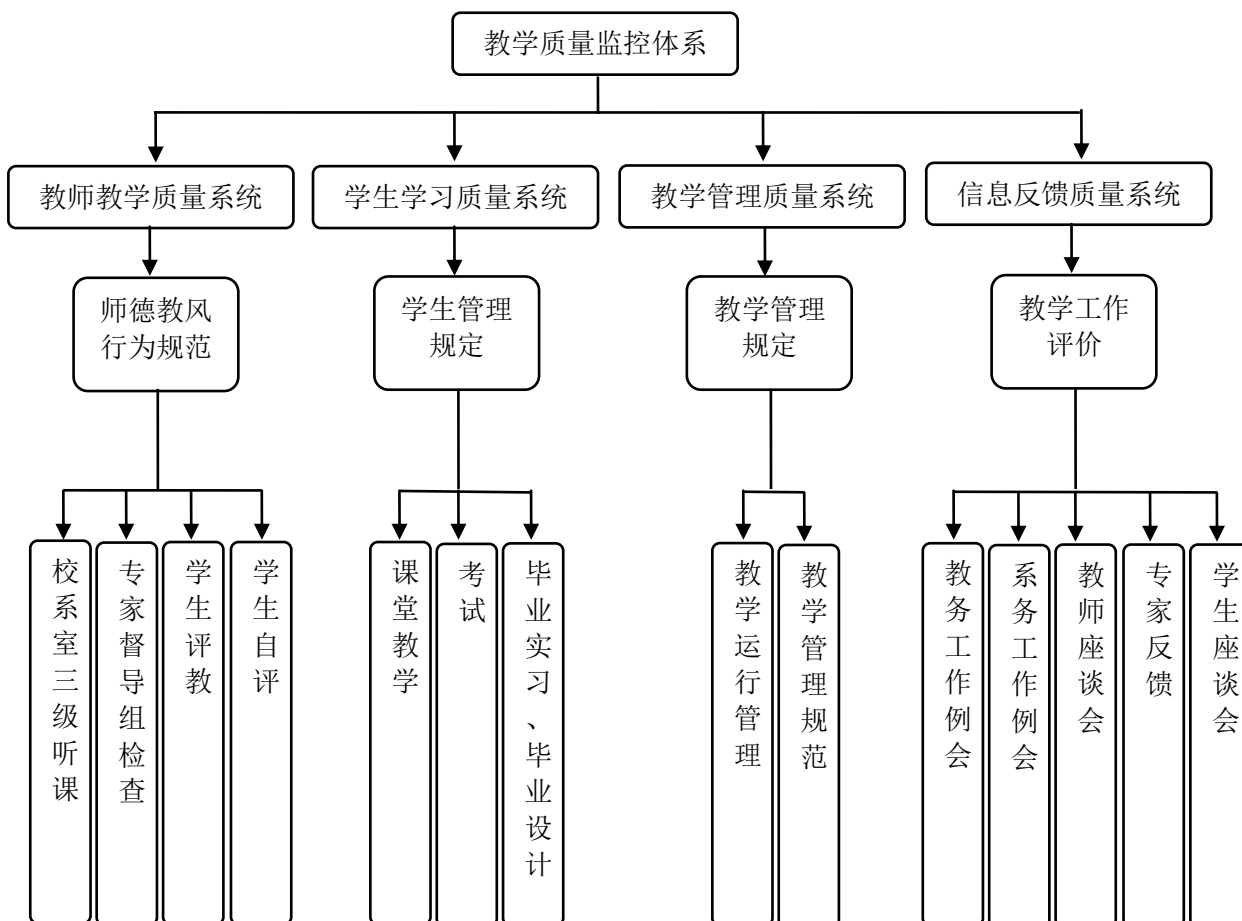 教学质量监控体系
教师教学质量系统
学生学习质量系统
教学管理质量系统
信息反馈质量系统
师德教风
行为规范
学生管理
规定
教学管理
规定
教学工作
评价
校系室三级听课
专家督导组检查
学生评教
学生自评
课堂教学
考试
毕业实习、毕业设计
教学运行管理
教学管理规范
教务工作例会
系务工作例会
教师座谈会
专家反馈
学生座谈会